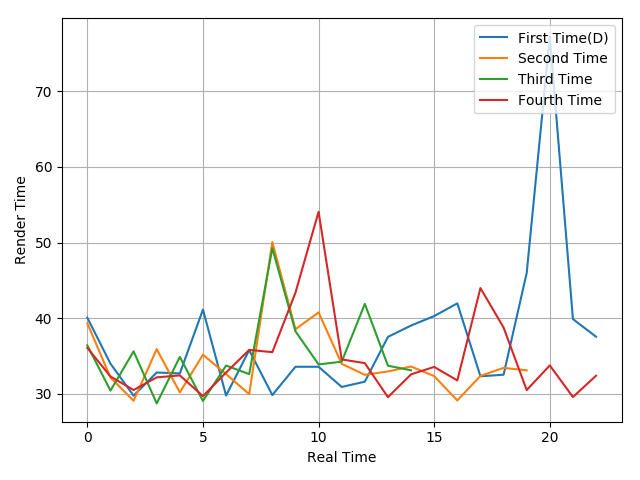 First Time(D)
Second Time
Third Time
Fourth Time
70
60
50
40
30
Render Time
0 5 10 15 20
Real Time